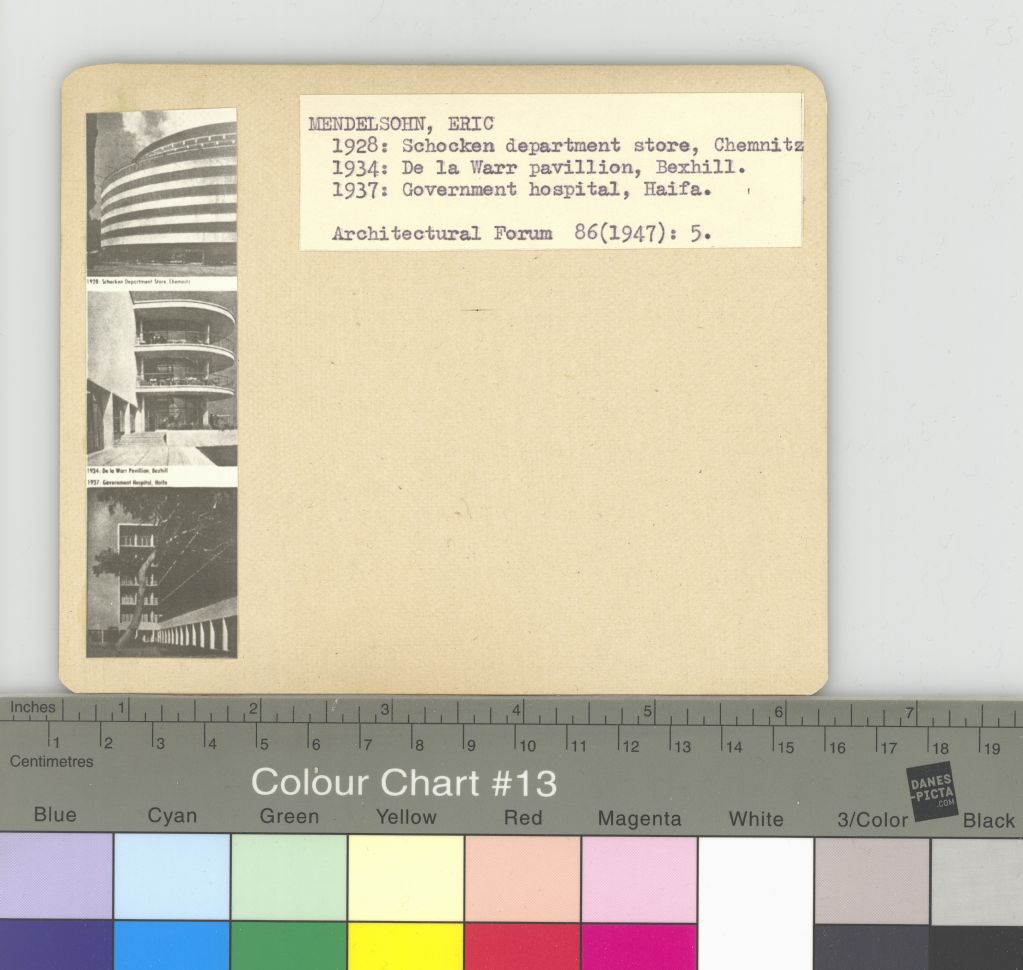 MENDELSOHN, ERIC
1928: Schocken department store, Chemnitz
1934: De la Warr pavillion, Bexhill.
1937: Government hospital, Haifa.
Architectural Forum 86(1947): 5.
1928: Schocken Department Store, Chemnitz
1934: De la Warr Pavillion, Bexhill
1937: Government Hospital, Haifa
Inches 1 2 3 4 5 6 7
1 2 3 4 5 6 7 8 9 10 11 12 13 14 15 16 17 18 19
Centimetres
Colour Chart #13
DANES
-PICTA
.COM
Blue Cyan Green Yellow Red Magenta White 3/Color Black